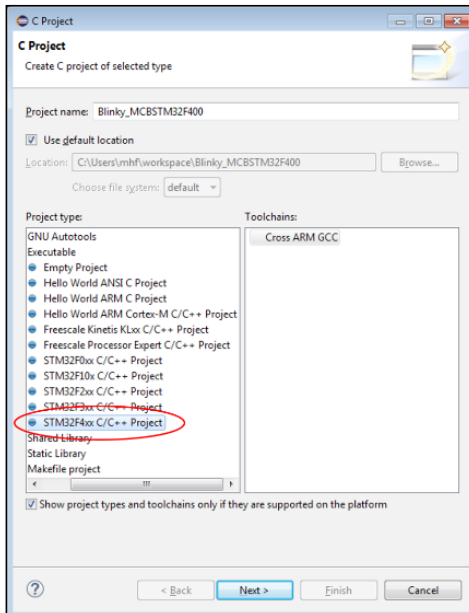 C Project
C Project
Create C project of selected type
Project name: Blinky_MCBSTM32F400
Use default location
Location: C:\Users\mhf\workspace\Blinky_MCBSTM32F400 Browse...
Choose file system: default
Project type: Toolchains:
GNU Autotools Cross ARM GCC
Executable
Empty Project
Hello World ANSI C Project
Hello World ARM C Project
Hello World ARM Cortex-M C/C++ Project
Freescale Kinetis KLxx C/C++ Project
Freescale Processor Expert C/C++ Project
STM32F0xx C/C++ Project
STM32F10x C/C++ Project
STM32F2xx C/C++ Project
STM32F3xx C/C++ Project
STM32F4xx C/C++ Project
Shared Library
Static Library
Makefile project
Show project types and toolchains only if they are supported on the platform
? < Back Next > Finish Cancel